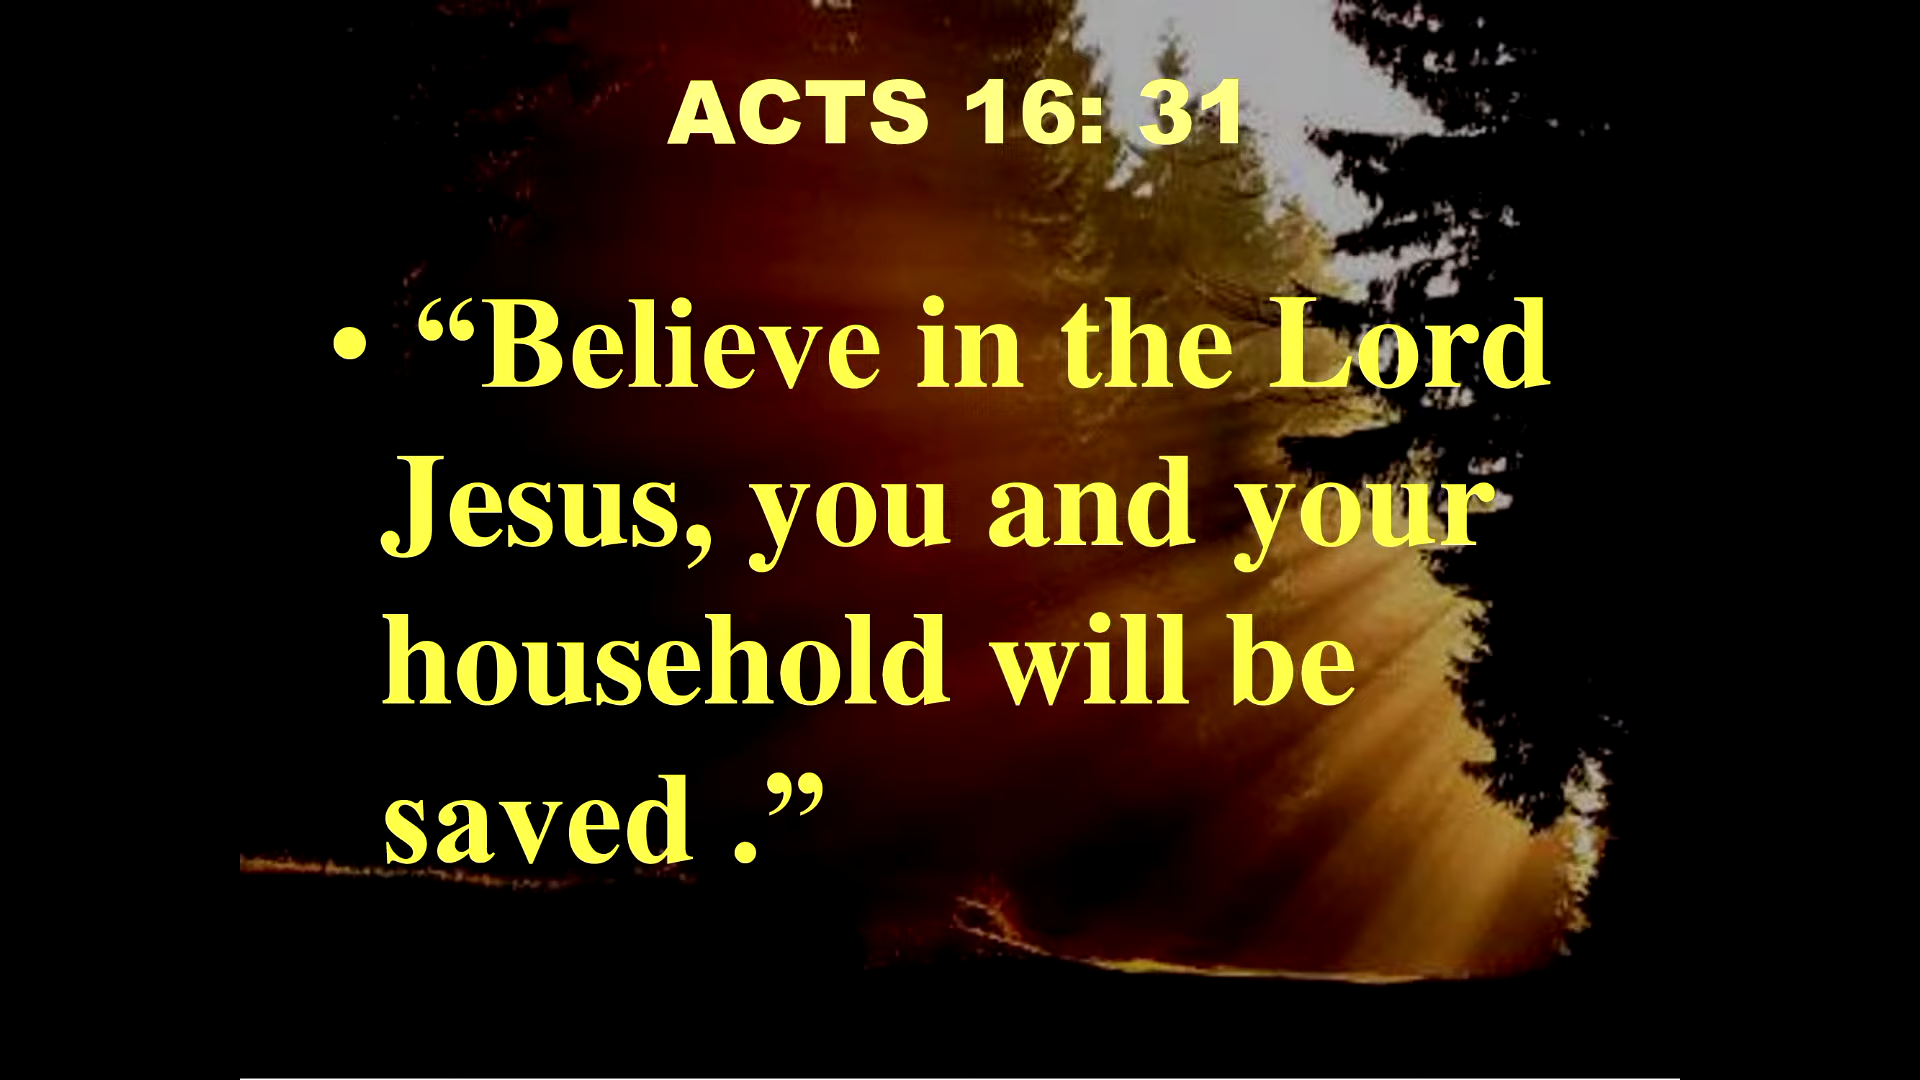 ACTS 16: 31
• “Believe in the Lord
Jesus, you and your
household will be
saved .”